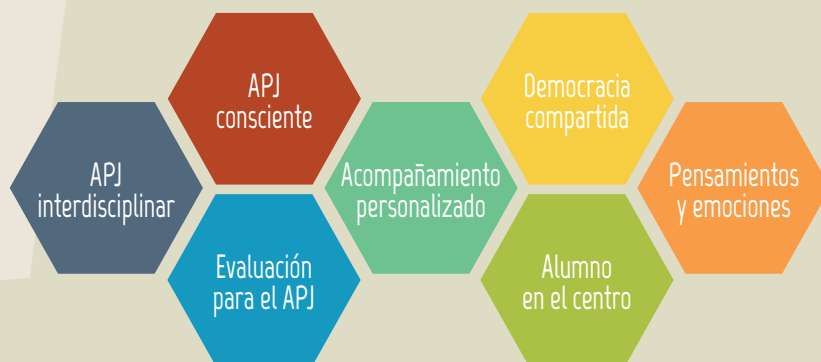 APJ
consciente
Democracia
compartida
APJ
interdisciplinar
Acompañamiento
personalizado
Pensamientos
y emociones
Evaluación
para el APJ
Alumno
en el centro